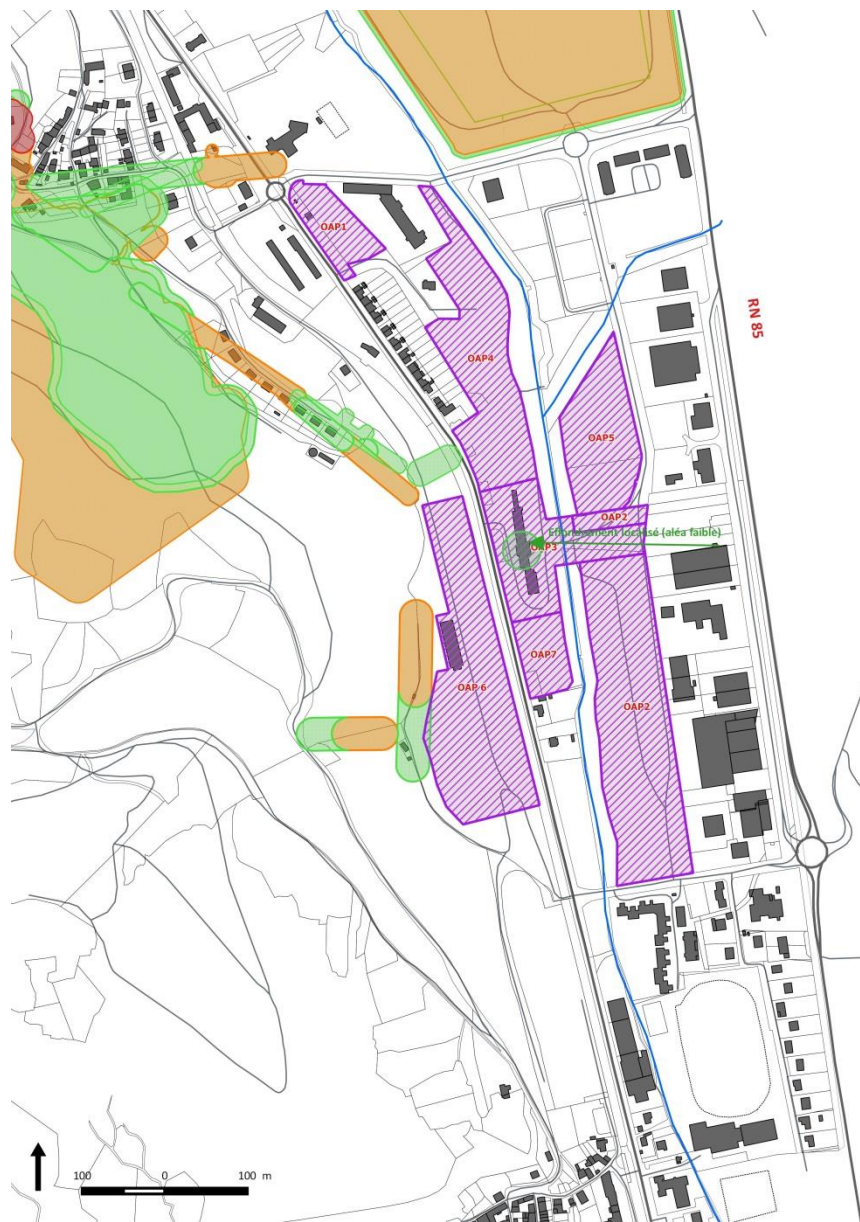 OAP1
RN 85
OAP4
OAP5
OAP2
Effondrement localisé (aléa faible)
OAP3
OAP7
OAP 6
OAP2
100 0 100 m